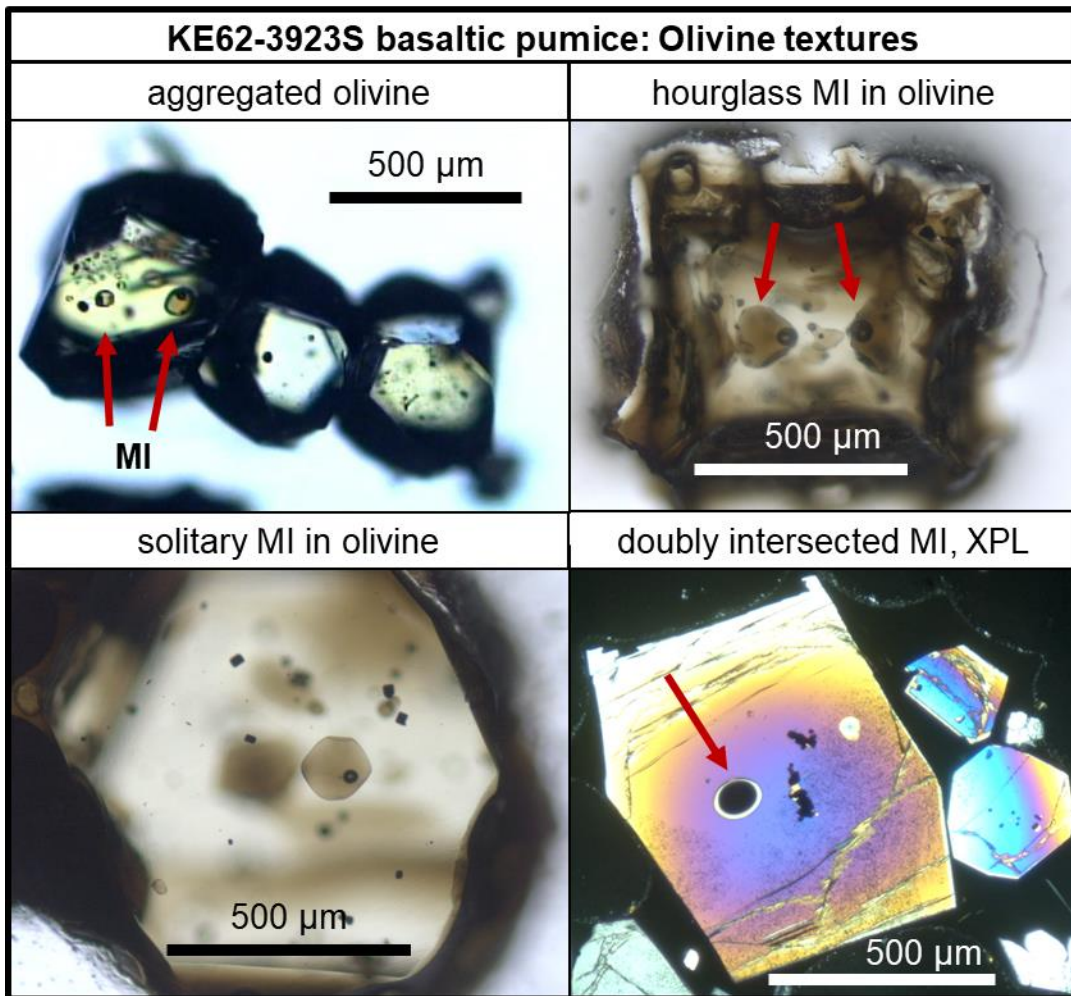 KE62-3923S basaltic pumice: Olivine textures
aggregated olivine
hourglass MI in olivine
500 µm
MI
500 µm
solitary MI in olivine
doubly intersected MI, XPL
500 µm
500 µm